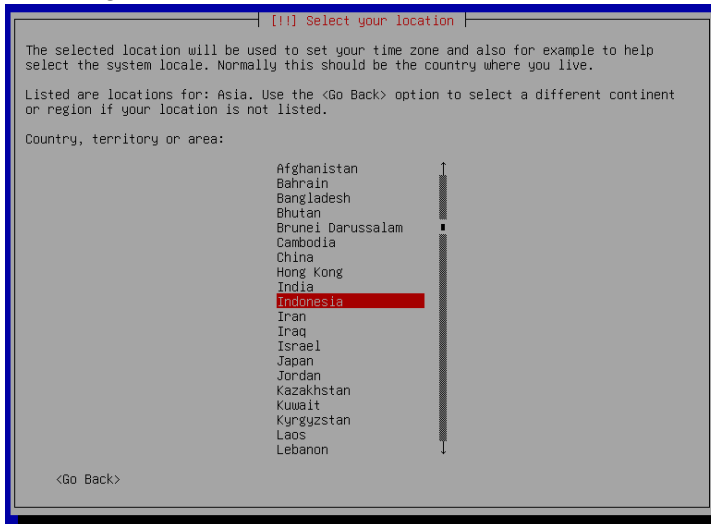 [!!] Select your location
The selected location will be used to set your time zone and also for example to help
select the system locale. Normally this should be the country where you live.
Listed are locations for: Asia. Use the <Go Back> option to select a different continent
or region if your location is not listed.
Country, territory or area:
Afghanistan
Bahrain
Bangladesh
Bhutan
Brunei Darussalam
Cambodia
China
Hong Kong
India
Indonesia
Iran
Iraq
Israel
Japan
Jordan
Kazakhstan
Kuwait
Kyrgyzstan
Laos
Lebanon
<Go Back>